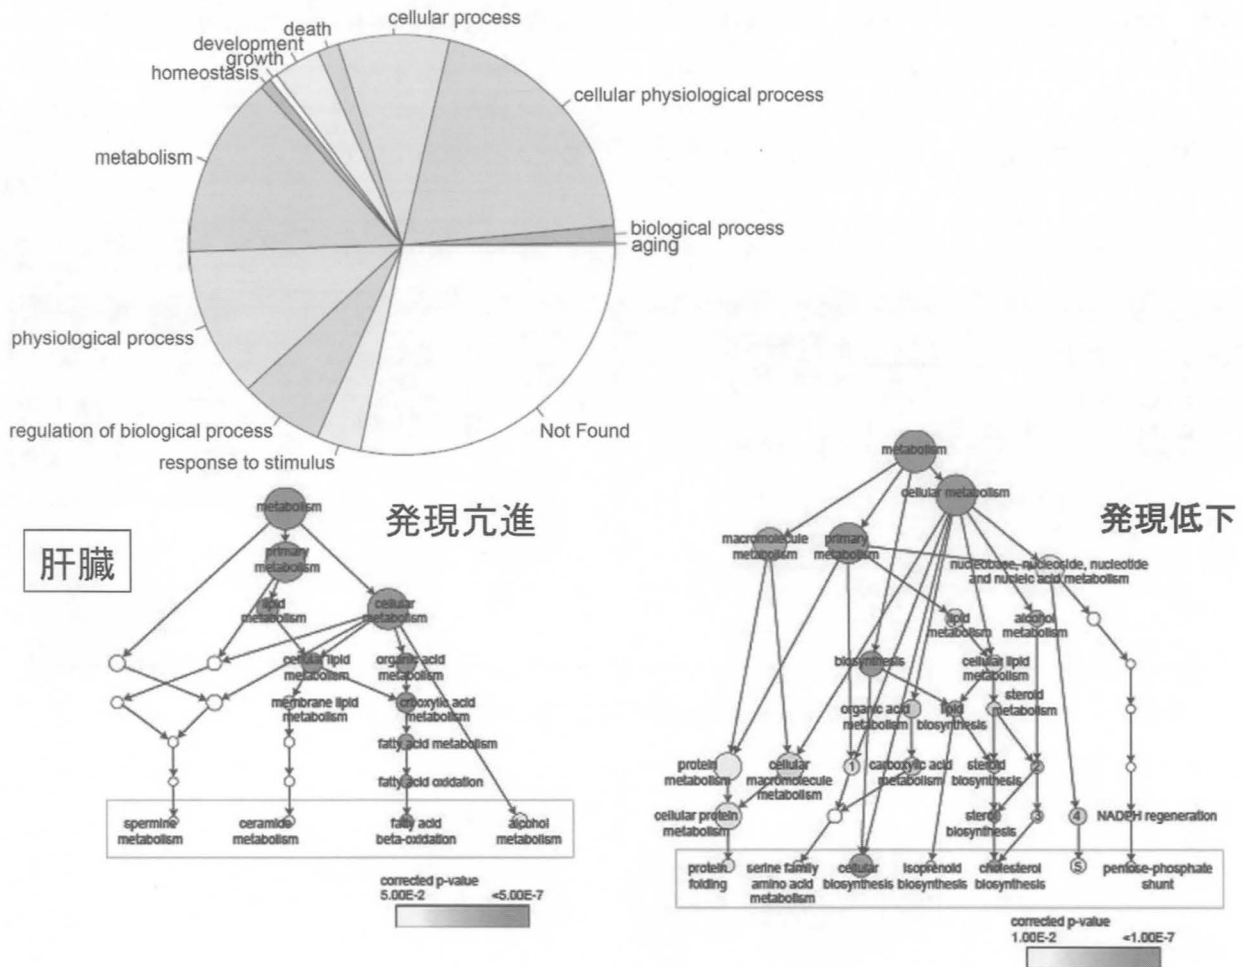 cellular process
death
development
growth
homeostasis
cellular physiological process
metabolism
biological process
aging
physiological process
regulation of biological process
response to stimulus
Not Found
肝臓
発現亢進
metabolism
primary
metabolism
lipid
metabolism
cellular
metabolism
cellular lipid
metabolism
organic acid
metabolism
membrane lipid
metabolism
carboxylic acid
metabolism
fatty acid metabolism
fatty acid oxidation
spermine
metabolism
ceramide
metabolism
fatty acid
beta-oxidation
alcohol
metabolism
corrected p-value
5.00E-2 <5.00E-7
発現低下
metabolism
cellular metabolism
macromolecule
metabolism
primary
metabolism
nucleobase, nucleoside, nucleotide
and nucleic acid metabolism
lipid
metabolism
alcohol
metabolism
biosynthesis
cellular lipid
metabolism
organic acid
metabolism
lipid
biosynthesis
steroid
metabolism
protein
metabolism
cellular
macromolecule
metabolism
1
carboxylic acid
metabolism
steroid
biosynthesis
2
cellular protein
metabolism
sterol
biosynthesis
3
4
NADPH regeneration
protein
folding
serine family
amino acid
metabolism
cellular
biosynthesis
isoprenoid
biosynthesis
cholesterol
biosynthesis
5
pentose-phosphate
shunt
corrected p-value
1.00E-2 <1.00E-7